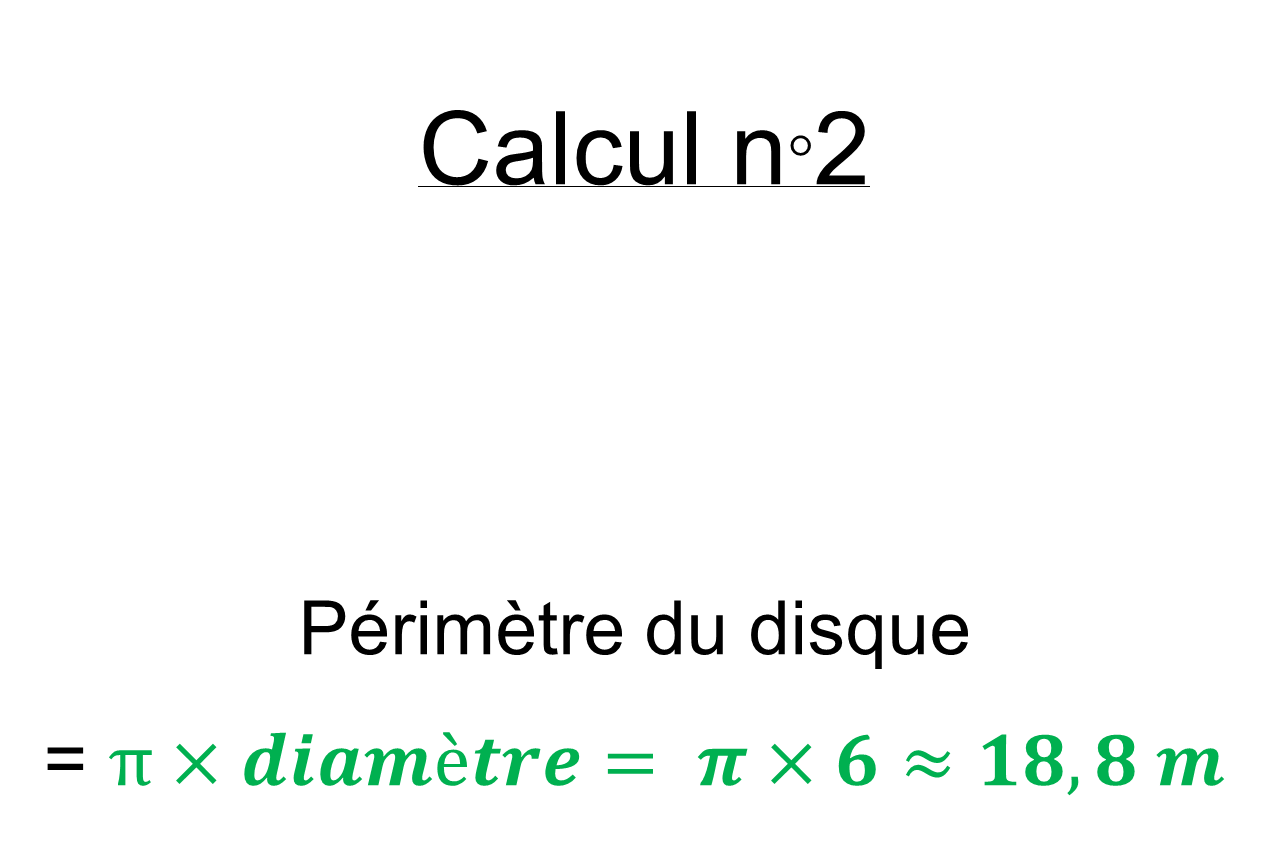 Calcul n°2
Périmètre du disque
= π × diamètre = π × 6 ≈ 18,8 m